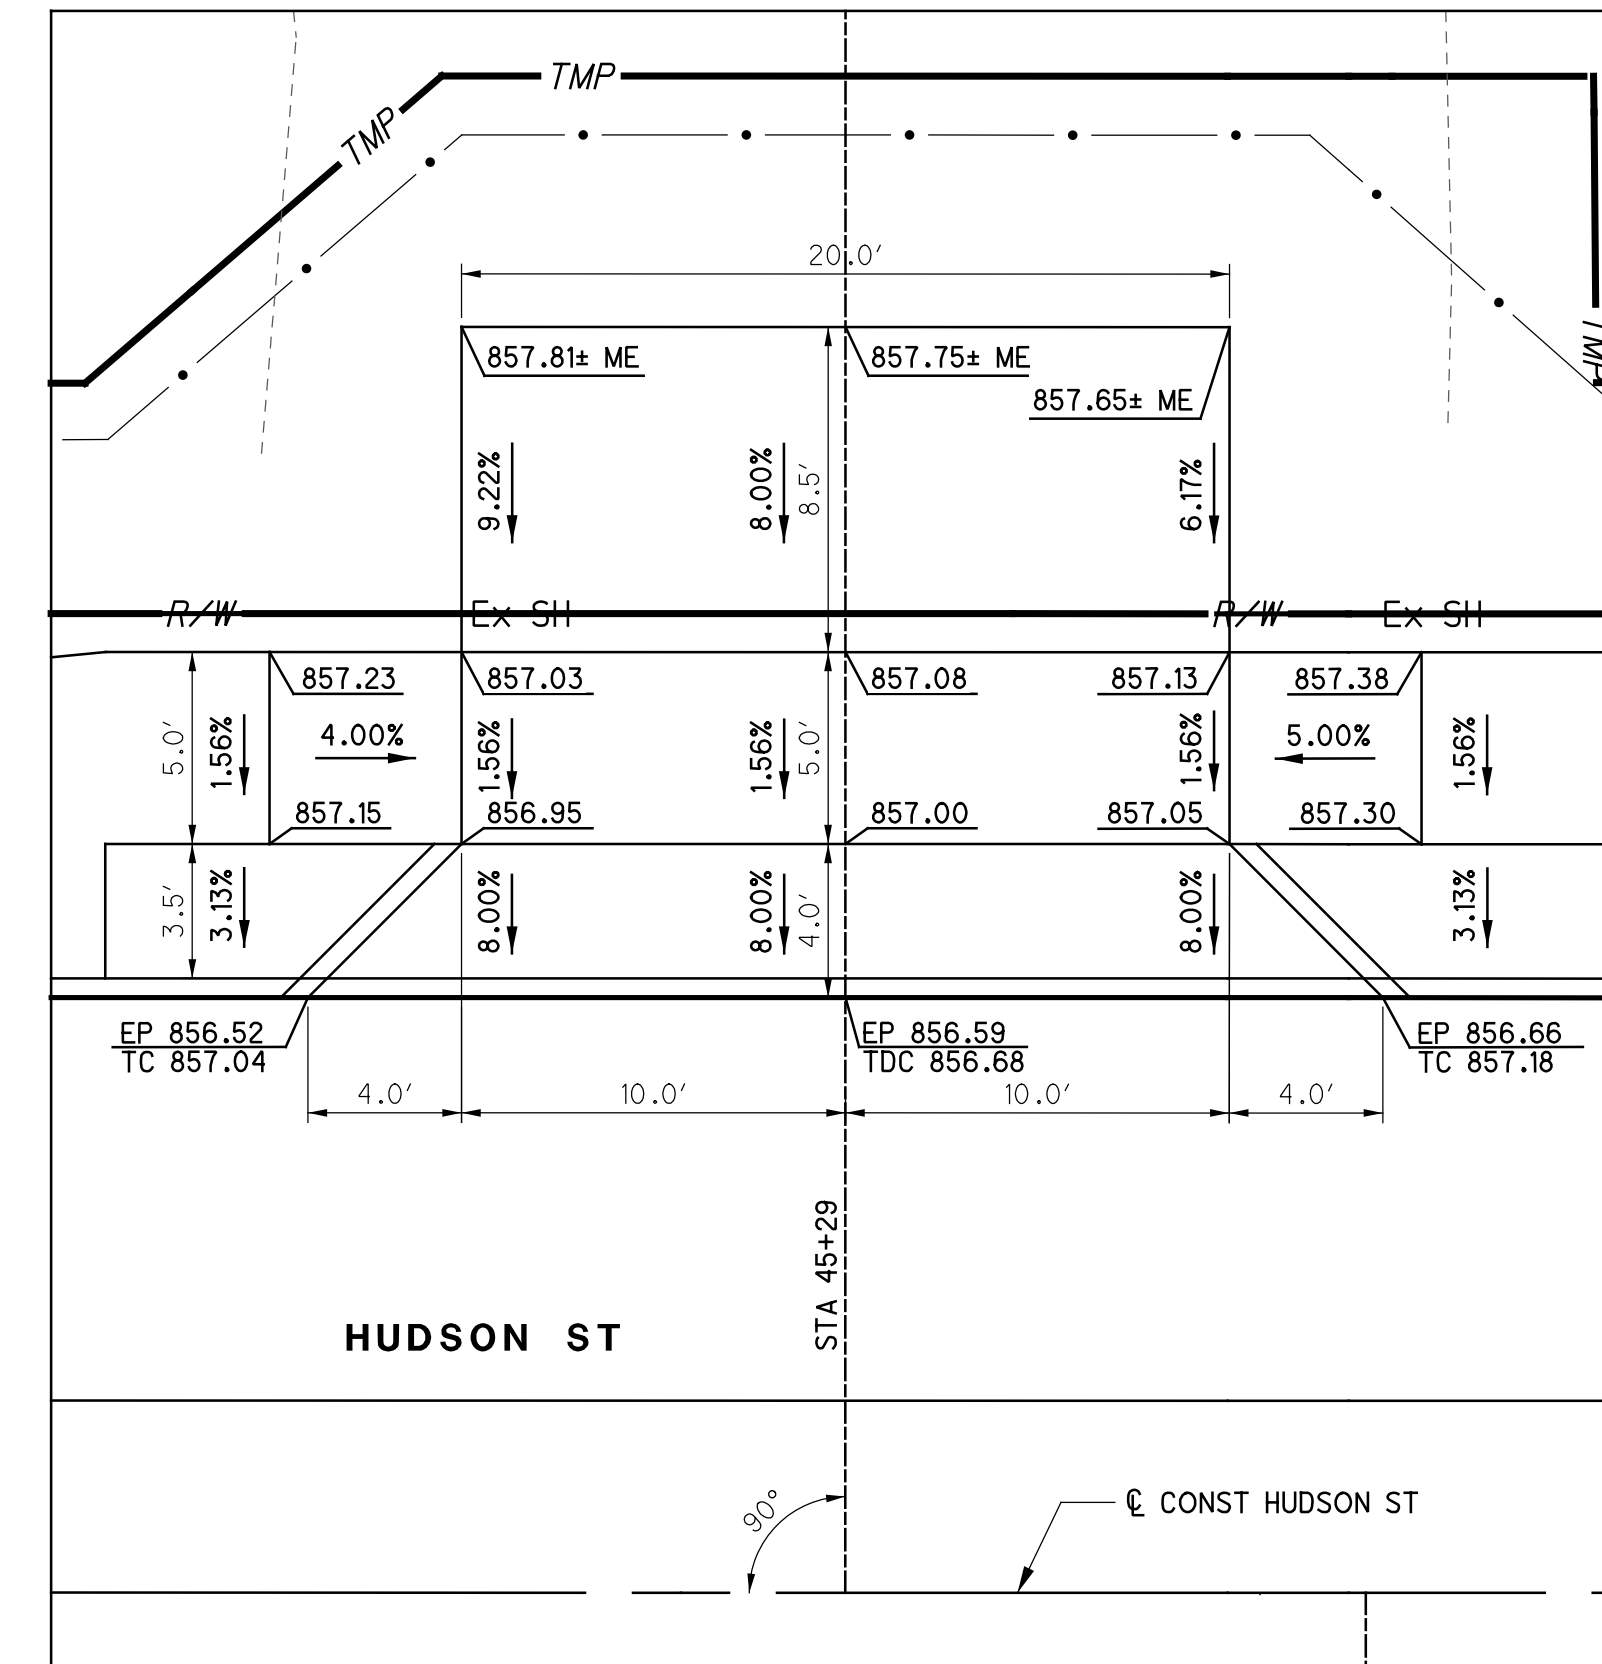 TMP
TMP
20.0′
857.81± ME
857.75± ME
857.65± ME
TMP
9.22%
8.00%
8.5′
6.17%
R/W
Ex SH
R/W
Ex SH
857.23
857.03
857.08
857.13
857.38
5.0′
1.56%
4.00%
1.56%
1.56%
5.0′
1.56%
5.00%
1.56%
857.15
856.95
857.00
857.05
857.30
3.5′
3.13%
8.00%
8.00%
4.0′
8.00%
3.13%
EP 856.52
TC 857.04
EP 856.59
TDC 856.68
EP 856.66
TC 857.18
4.0′
10.0′
10.0′
4.0′
STA 45+29
HUDSON ST
90°
℄ CONST HUDSON ST